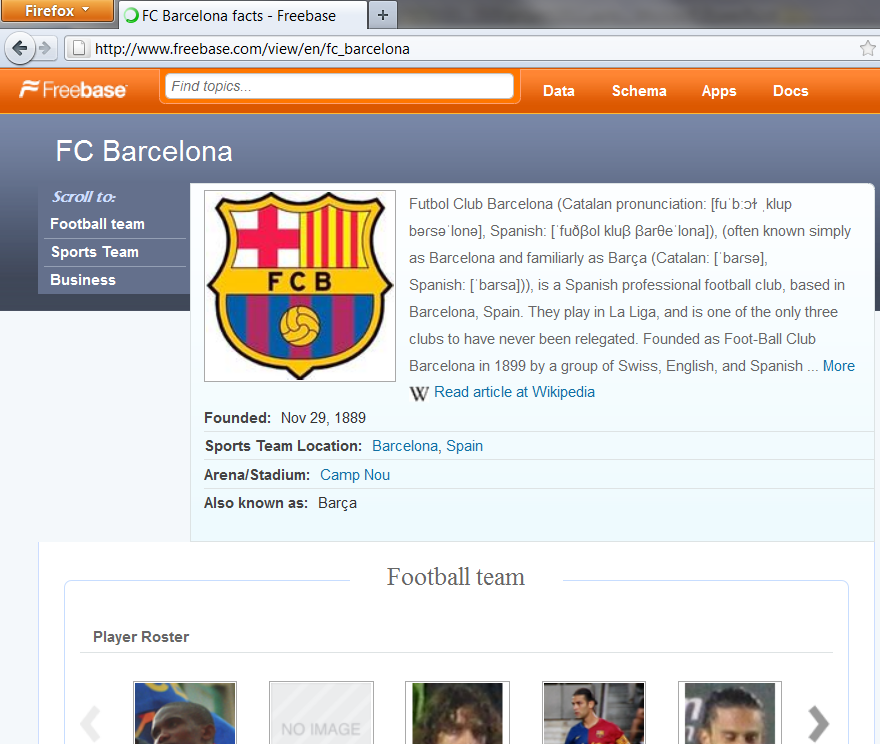 Firefox
FC Barcelona facts - Freebase
http://www.freebase.com/view/en/fc_barcelona
Freebase
Find topics...
Data
Schema
Apps
Docs
FC Barcelona
Scroll to:
Football team
Sports Team
Business
FCB
Futbol Club Barcelona (Catalan pronunciation: [fuˈbːɔɫ ˌklup
bərsəˈlonə], Spanish: [ˈfuðβol kluβ βarθeˈlona]), (often known simply
as Barcelona and familiarly as Barça (Catalan: [ˈbarsə],
Spanish: [ˈbarsa])), is a Spanish professional football club, based in
Barcelona, Spain. They play in La Liga, and is one of the only three
clubs to have never been relegated. Founded as Foot-Ball Club
Barcelona in 1899 by a group of Swiss, English, and Spanish ... More
W Read article at Wikipedia
Founded: Nov 29, 1889
Sports Team Location: Barcelona, Spain
Arena/Stadium: Camp Nou
Also known as: Barça
Football team
Player Roster
NO IMAGE